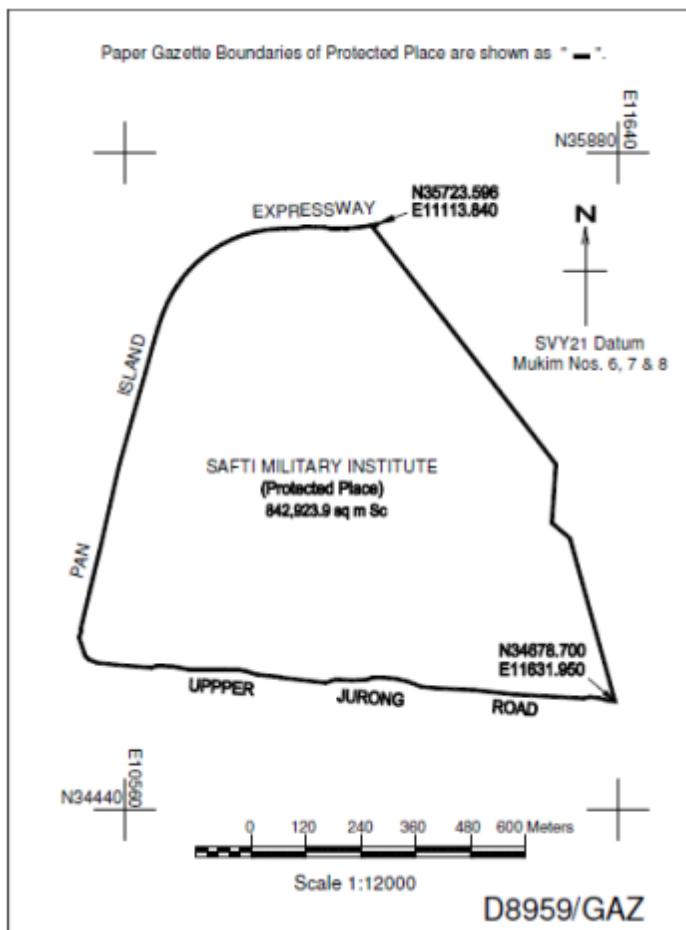 Paper Gazette Boundaries of Protected Place are shown as " ▬ ".
E11640
N35880
N35723.596
E11113.840
EXPRESSWAY
N
SVY21 Datum
Mukim Nos. 6, 7 & 8
ISLAND
SAFTI MILITARY INSTITUTE
(Protected Place)
842,923.9 sq m Sc
PAN
N34678.700
E11631.950
UPPPER JURONG ROAD
E10560
N34440
0 120 240 360 480 600 Meters
Scale 1:12000
D8959/GAZ